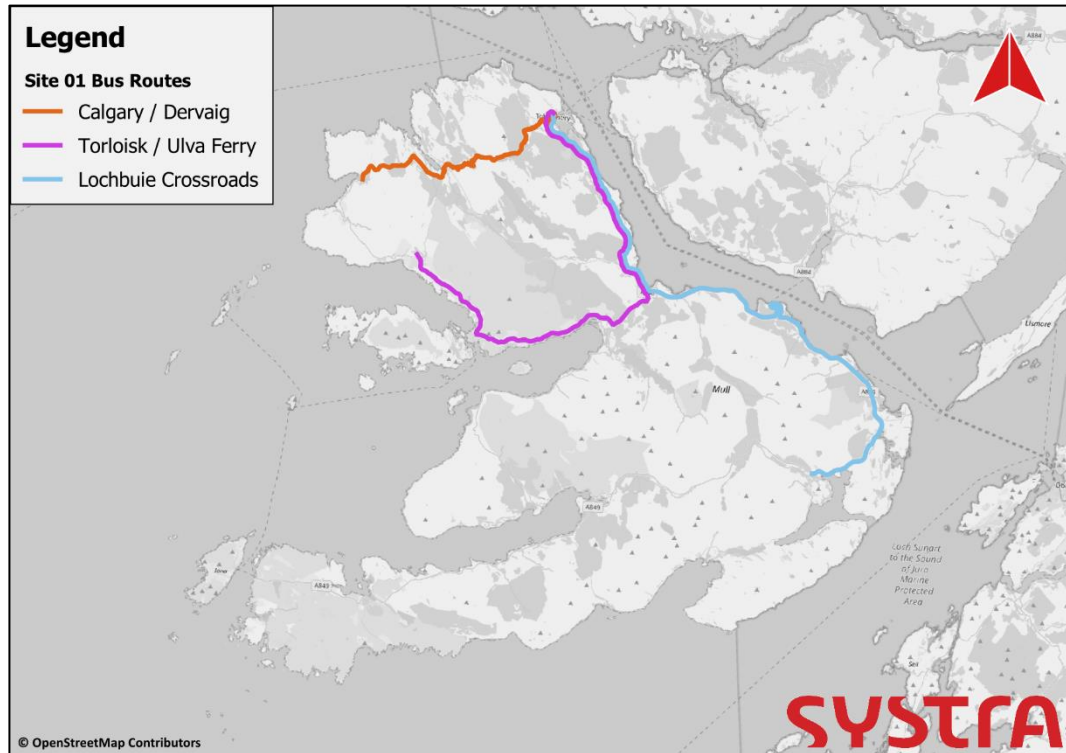 Legend
Site 01 Bus Routes
Calgary / Dervaig
Torloisk / Ulva Ferry
Lochbuie Crossroads
A884
A884
Lismore
Mull
A849
A849
Loch Sunart
to the Sound
of Jura
Marine
Protected
Area
Seil
SYSTRA
© OpenStreetMap Contributors